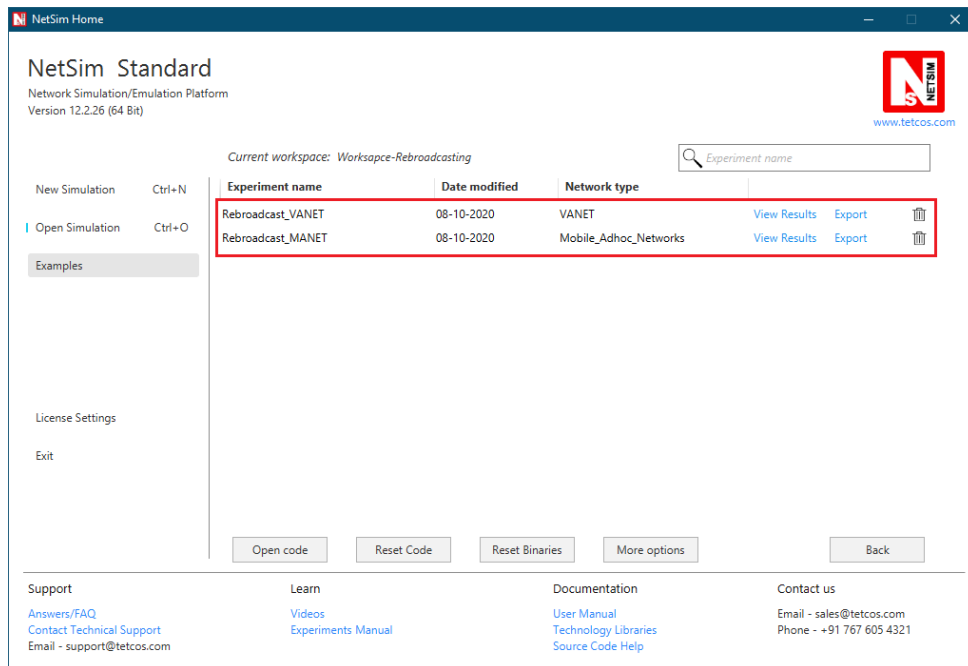 NetSim Home
NetSim Standard
Network Simulation/Emulation Platform
Version 12.2.26 (64 Bit)
NS NETSIM
www.tetcos.com
Current workspace: Worksapce-Rebroadcasting
Experiment name
New Simulation Ctrl+N
Open Simulation Ctrl+O
Examples
License Settings
Exit
Experiment name Date modified Network type
Rebroadcast_VANET 08-10-2020 VANET View Results Export
Rebroadcast_MANET 08-10-2020 Mobile_Adhoc_Networks View Results Export
Open code Reset Code Reset Binaries More options Back
Support
Answers/FAQ
Contact Technical Support
Email - support@tetcos.com
Learn
Videos
Experiments Manual
Documentation
User Manual
Technology Libraries
Source Code Help
Contact us
Email - sales@tetcos.com
Phone - +91 767 605 4321